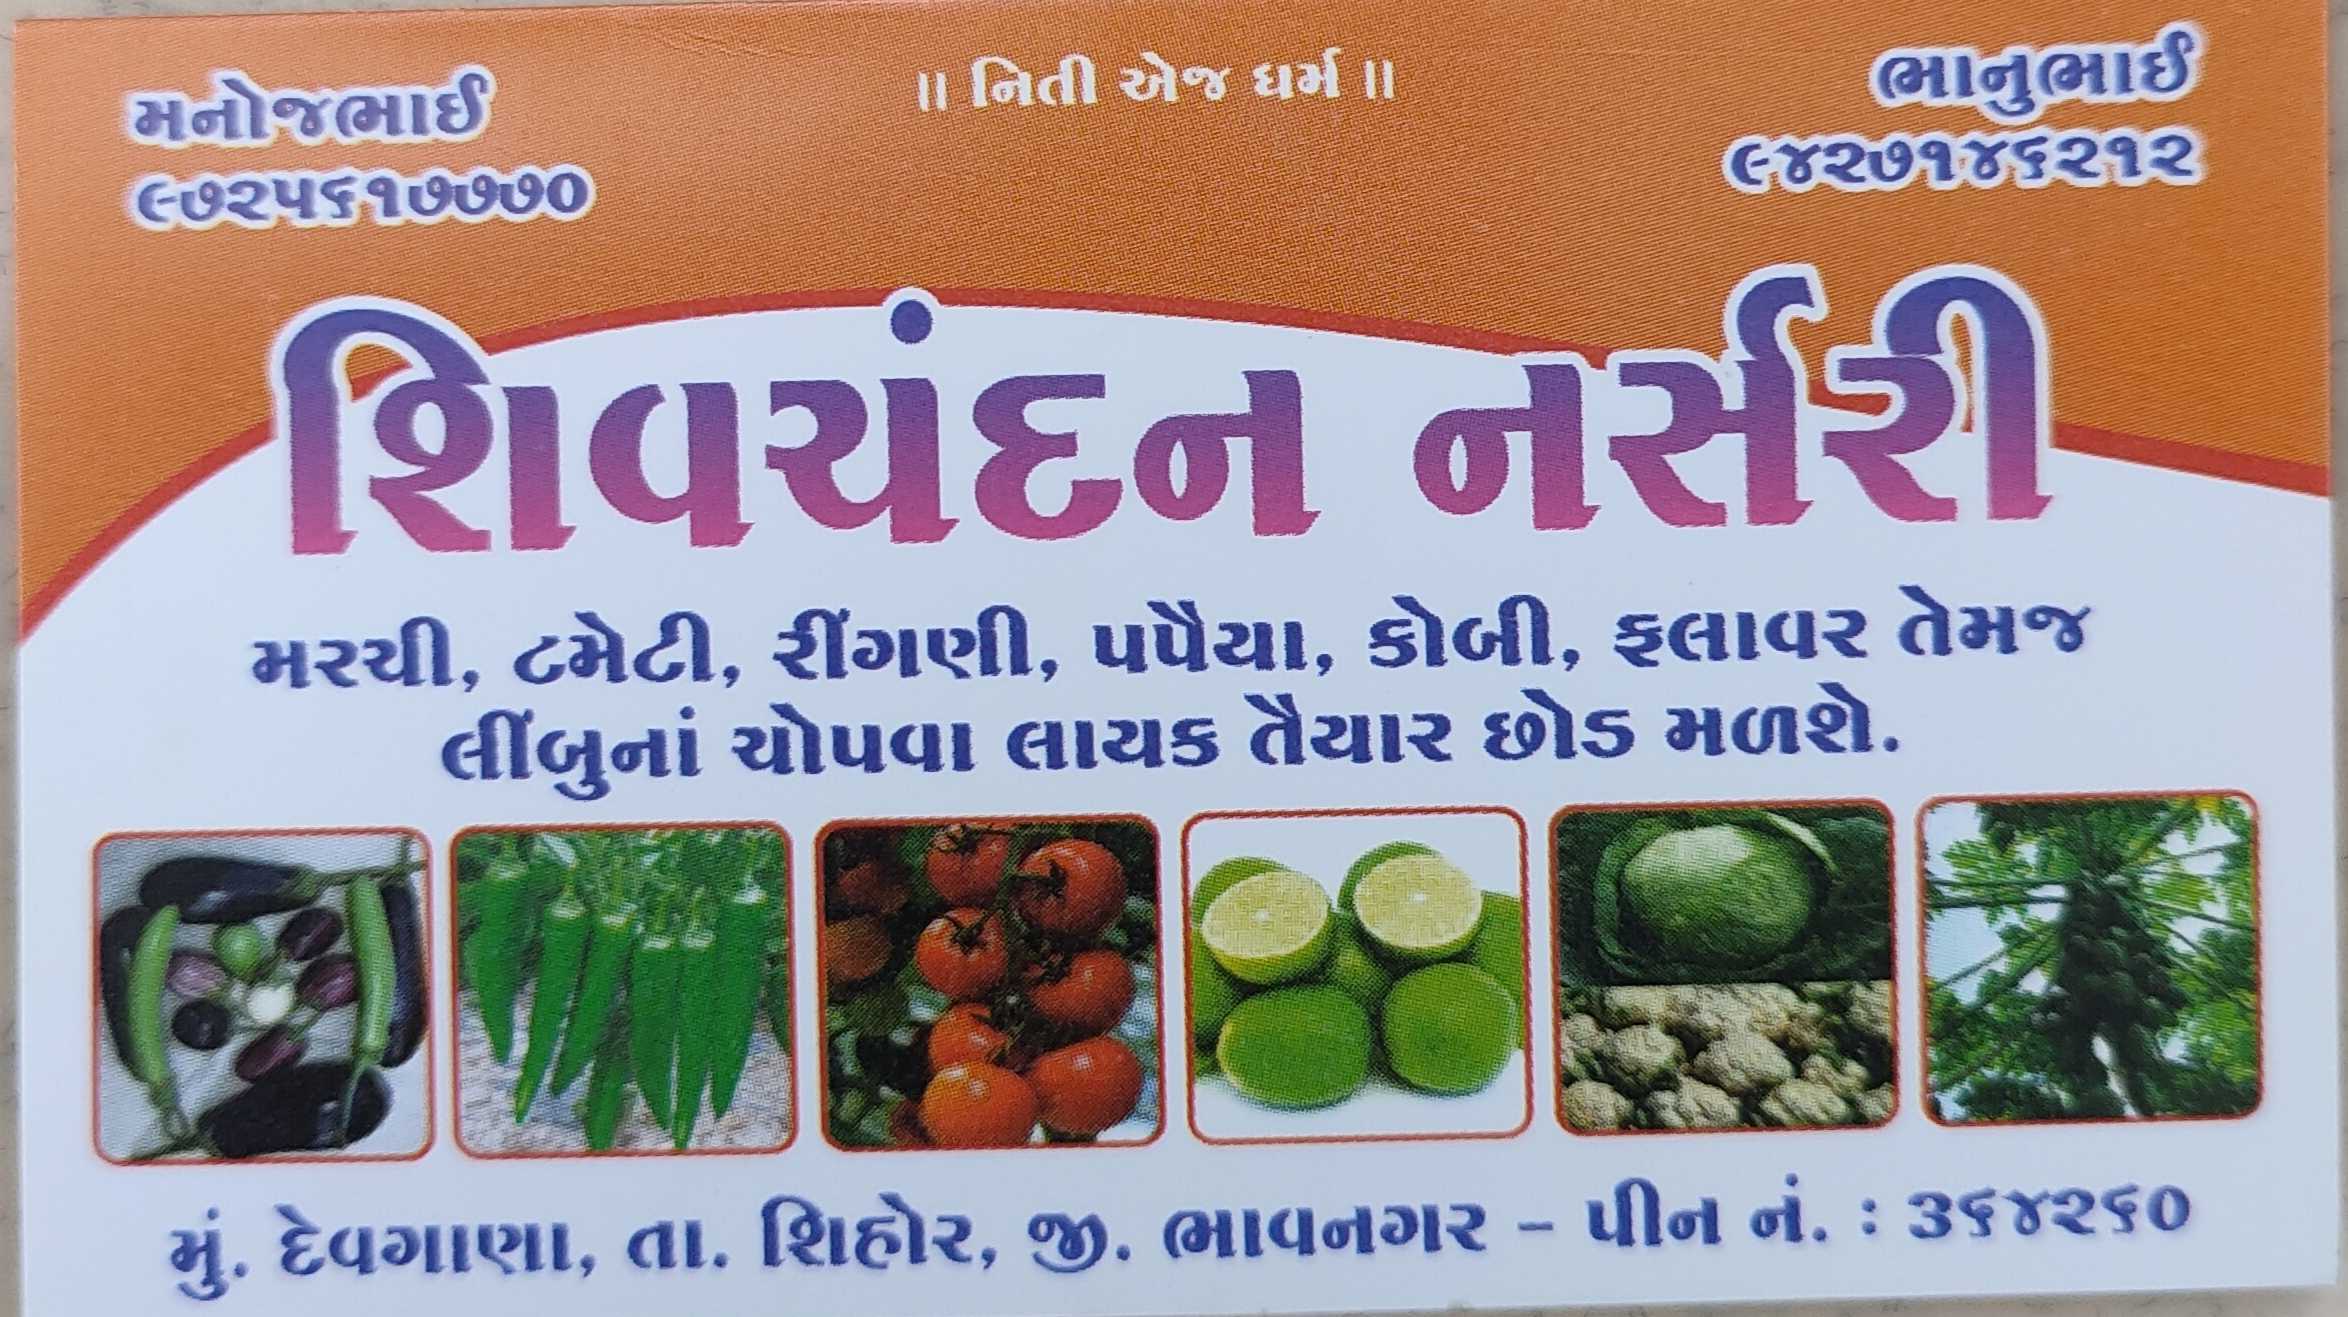 ॥ નિતી એજ ધર્મ ॥
મનોજભાઈ
૯૭૨૫૬૧૭૭૭૦
ભાનુભાઈ
૯૪૨૭૧૪૬૨૧૨
શિવચંદન નર્સરી
મરચી, ટમેટી, રીંગણી, પપૈયા, કોબી, ફલાવર તેમજ
લીંબુનાં ચોપવા લાયક તૈયાર છોડ મળશે.
મું. દેવગાણા, તા. શિહોર, જી. ભાવનગર - પીન નં. : ૩૬૪૨૬૦